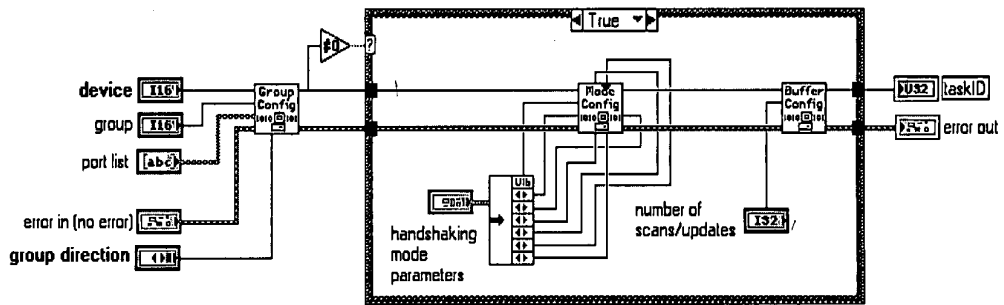 True
≠0
?
device
I16
Group
Config
Mode
Config
Buffer
Config
U32
taskID
group
I16
error out
port list
[abc]
U16
error in (no error)
handshaking
mode
parameters
number of
scans/updates
I32
group direction